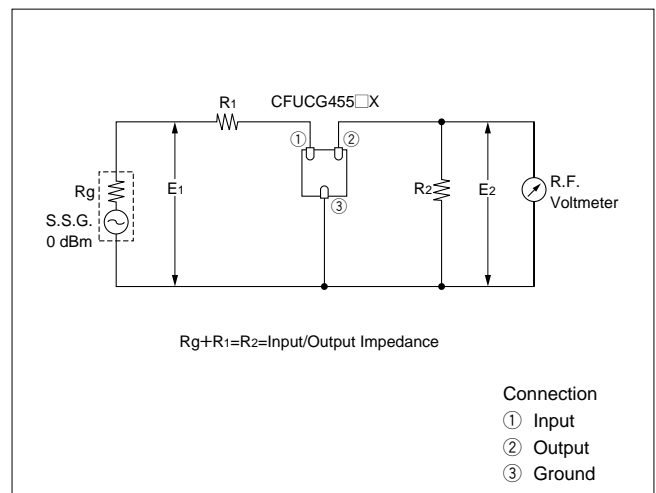 R1
CFUCG455□X
①
②
③
Rg
S.S.G.
0 dBm
E1
R2
E2
R.F.
Voltmeter
Rg+R1=R2=Input/Output Impedance
Connection
① Input
② Output
③ Ground